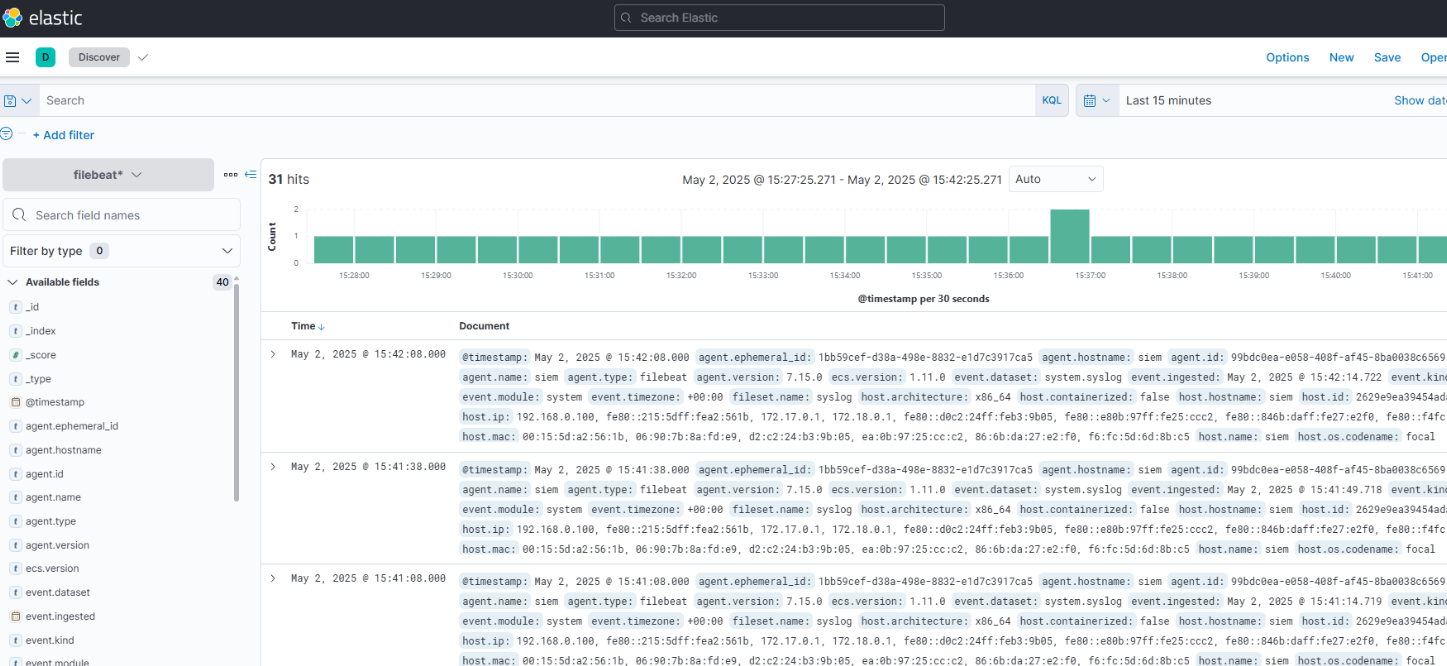 elastic
Search Elastic
D
Discover
Options New Save Open
Search
KQL
Last 15 minutes
Show date
+ Add filter
filebeat*
31 hits
May 2, 2025 @ 15:27:25.271 - May 2, 2025 @ 15:42:25.271
Auto
Search field names
Filter by type 0
Available fields 40
t _id
t _index
# _score
t _type
@timestamp
t agent.ephemeral_id
t agent.hostname
t agent.id
t agent.name
t agent.type
t agent.version
t ecs.version
t event.dataset
event.ingested
t event.kind
t event.module
Count
2
1
0
15:28:00 15:29:00 15:30:00 15:31:00 15:32:00 15:33:00 15:34:00 15:35:00 15:36:00 15:37:00 15:38:00 15:39:00 15:40:00 15:41:00
@timestamp per 30 seconds
Time Document
May 2, 2025 @ 15:42:08.000
@timestamp: May 2, 2025 @ 15:42:08.000 agent.ephemeral_id: 1bb59cef-d38a-498e-8832-e1d7c3917ca5 agent.hostname: siem agent.id: 99bdc0ea-e058-408f-af45-8ba0038c6569
agent.name: siem agent.type: filebeat agent.version: 7.15.0 ecs.version: 1.11.0 event.dataset: system.syslog event.ingested: May 2, 2025 @ 15:42:14.722 event.kind
event.module: system event.timezone: +00:00 fileset.name: syslog host.architecture: x86_64 host.containerized: false host.hostname: siem host.id: 2629e9ea39454ada
host.ip: 192.168.0.100, fe80::215:5dff:fea2:561b, 172.17.0.1, 172.18.0.1, fe80::d0c2:24ff:feb3:9b05, fe80::e80b:97ff:fe25:ccc2, fe80::846b:daff:fe27:e2f0, fe80::f4fc
host.mac: 00:15:5d:a2:56:1b, 06:90:7b:8a:fd:e9, d2:c2:24:b3:9b:05, ea:0b:97:25:cc:c2, 86:6b:da:27:e2:f0, f6:fc:5d:6d:8b:c5 host.name: siem host.os.codename: focal
May 2, 2025 @ 15:41:38.000
@timestamp: May 2, 2025 @ 15:41:38.000 agent.ephemeral_id: 1bb59cef-d38a-498e-8832-e1d7c3917ca5 agent.hostname: siem agent.id: 99bdc0ea-e058-408f-af45-8ba0038c6569
agent.name: siem agent.type: filebeat agent.version: 7.15.0 ecs.version: 1.11.0 event.dataset: system.syslog event.ingested: May 2, 2025 @ 15:41:49.718 event.kind
event.module: system event.timezone: +00:00 fileset.name: syslog host.architecture: x86_64 host.containerized: false host.hostname: siem host.id: 2629e9ea39454ada
host.ip: 192.168.0.100, fe80::215:5dff:fea2:561b, 172.17.0.1, 172.18.0.1, fe80::d0c2:24ff:feb3:9b05, fe80::e80b:97ff:fe25:ccc2, fe80::846b:daff:fe27:e2f0, fe80::f4fc
host.mac: 00:15:5d:a2:56:1b, 06:90:7b:8a:fd:e9, d2:c2:24:b3:9b:05, ea:0b:97:25:cc:c2, 86:6b:da:27:e2:f0, f6:fc:5d:6d:8b:c5 host.name: siem host.os.codename: focal
May 2, 2025 @ 15:41:08.000
@timestamp: May 2, 2025 @ 15:41:08.000 agent.ephemeral_id: 1bb59cef-d38a-498e-8832-e1d7c3917ca5 agent.hostname: siem agent.id: 99bdc0ea-e058-408f-af45-8ba0038c6569
agent.name: siem agent.type: filebeat agent.version: 7.15.0 ecs.version: 1.11.0 event.dataset: system.syslog event.ingested: May 2, 2025 @ 15:41:14.719 event.kind
event.module: system event.timezone: +00:00 fileset.name: syslog host.architecture: x86_64 host.containerized: false host.hostname: siem host.id: 2629e9ea39454ada
host.ip: 192.168.0.100, fe80::215:5dff:fea2:561b, 172.17.0.1, 172.18.0.1, fe80::d0c2:24ff:feb3:9b05, fe80::e80b:97ff:fe25:ccc2, fe80::846b:daff:fe27:e2f0, fe80::f4fc
host.mac: 00:15:5d:a2:56:1b, 06:90:7b:8a:fd:e9, d2:c2:24:b3:9b:05, ea:0b:97:25:cc:c2, 86:6b:da:27:e2:f0, f6:fc:5d:6d:8b:c5 host.name: siem host.os.codename: focal